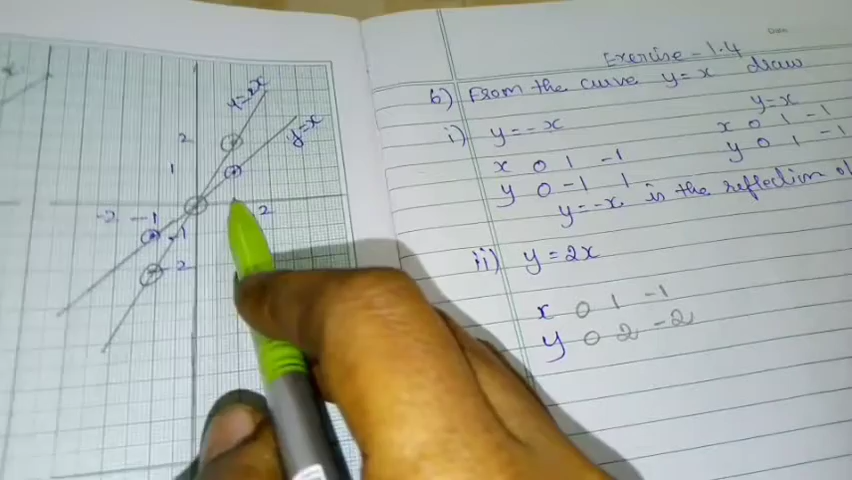 Exercise - 1.4
6) From the curve y = x draw
i) y = -x
x 0 1 -1
y 0 -1 1
y = x
x 0 1 -1
y 0 1 -1
y = -x is the reflection of
ii) y = 2x
x 0 1 -1
y 0 2 -2
y=2x
y=x
2
1
-2 -1 2
-1
-2
x